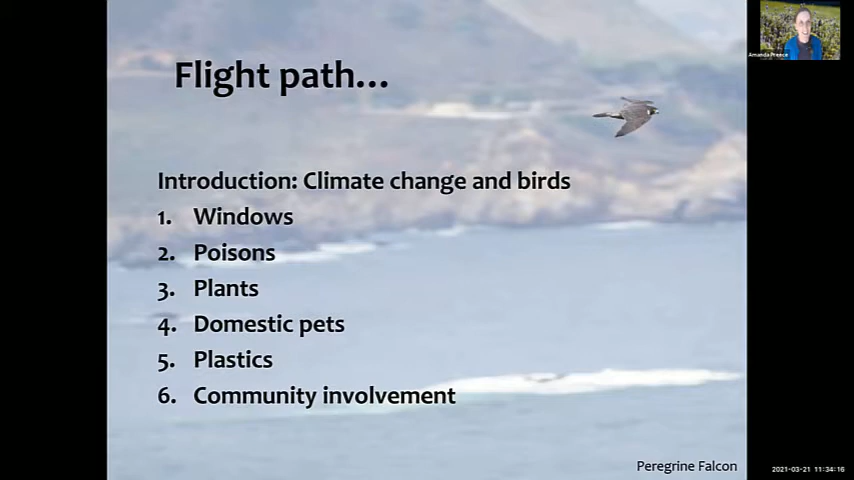 Flight path...
Amanda Preece
Introduction: Climate change and birds
1. Windows
2. Poisons
3. Plants
4. Domestic pets
5. Plastics
6. Community involvement
Peregrine Falcon
2021-03-21 11:34:16